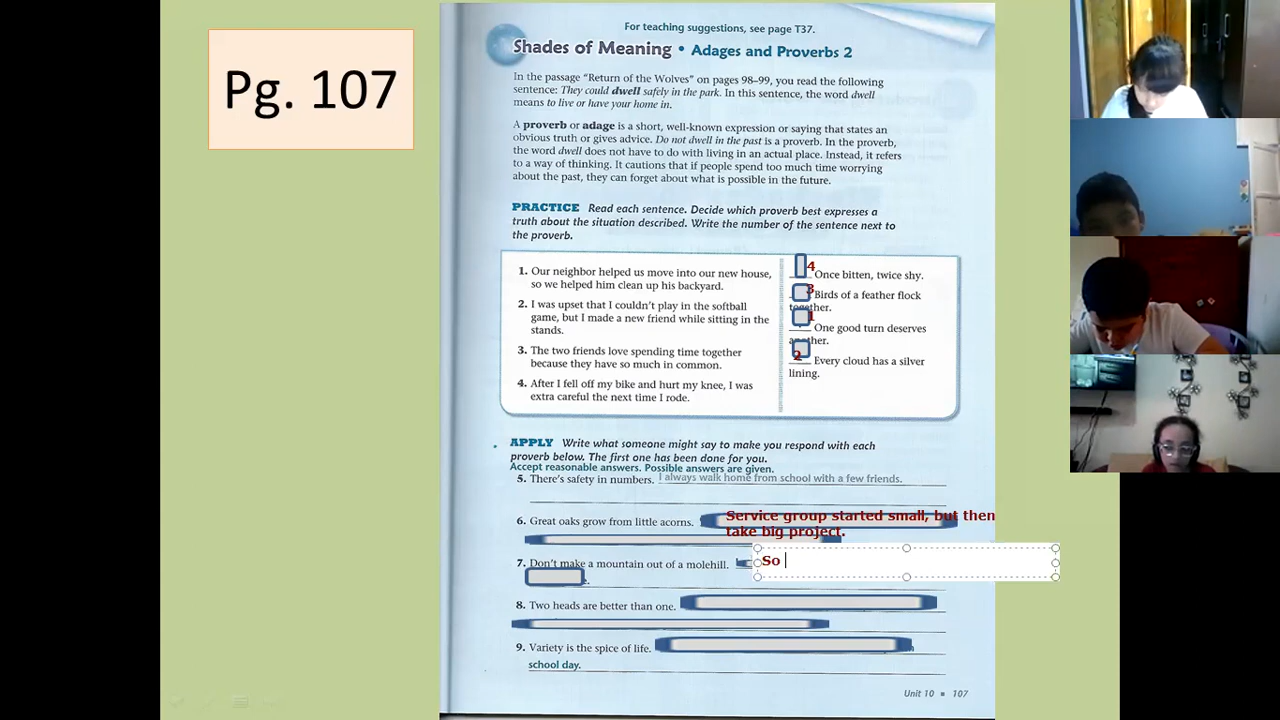 Pg. 107
For teaching suggestions, see page T37.
Shades of Meaning • Adages and Proverbs 2
In the passage “Return of the Wolves” on pages 98–99, you read the following
sentence: They could dwell safely in the park. In this sentence, the word dwell
means to live or have your home in.
A proverb or adage is a short, well-known expression or saying that states an
obvious truth or gives advice. Do not dwell in the past is a proverb. In the proverb,
the word dwell does not have to do with living in an actual place. Instead, it refers
to a way of thinking. It cautions that if people spend too much time worrying
about the past, they can forget about what is possible in the future.
PRACTICE Read each sentence. Decide which proverb best expresses a
truth about the situation described. Write the number of the sentence next to
the proverb.
1. Our neighbor helped us move into our new house,
so we helped him clean up his backyard.
2. I was upset that I couldn’t play in the softball
game, but I made a new friend while sitting in the
stands.
3. The two friends love spending time together
because they have so much in common.
4. After I fell off my bike and hurt my knee, I was
extra careful the next time I rode.
4 Once bitten, twice shy.
3 Birds of a feather flock
together.
1 One good turn deserves
another.
2 Every cloud has a silver
lining.
APPLY Write what someone might say to make you respond with each
proverb below. The first one has been done for you.
Accept reasonable answers. Possible answers are given.
5. There’s safety in numbers. I always walk home from school with a few friends.
6. Great oaks grow from little acorns. Service group started small, but then
take big project.
7. Don’t make a mountain out of a molehill. So
8. Two heads are better than one.
9. Variety is the spice of life.
school day.
Unit 10 ■ 107